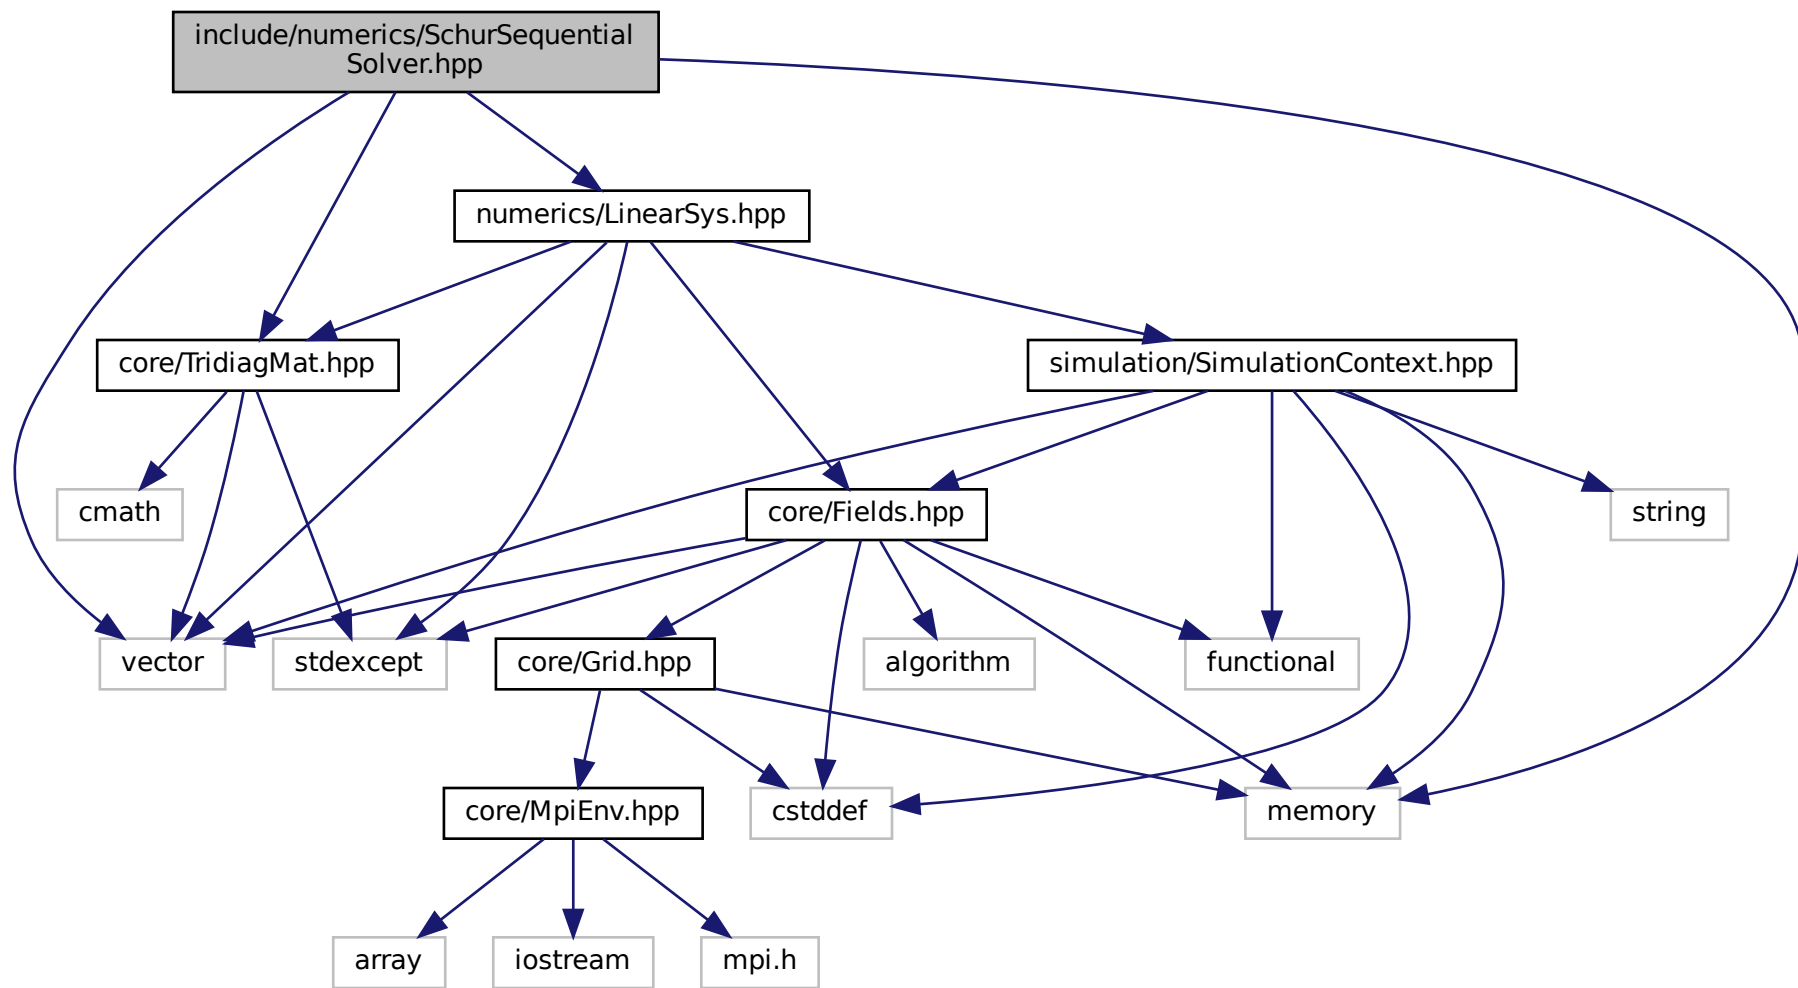 include/numerics/SchurSequential
Solver.hpp
numerics/LinearSys.hpp
core/TridiagMat.hpp
simulation/SimulationContext.hpp
cmath
core/Fields.hpp
string
vector
stdexcept
core/Grid.hpp
algorithm
functional
core/MpiEnv.hpp
cstddef
memory
array
iostream
mpi.h